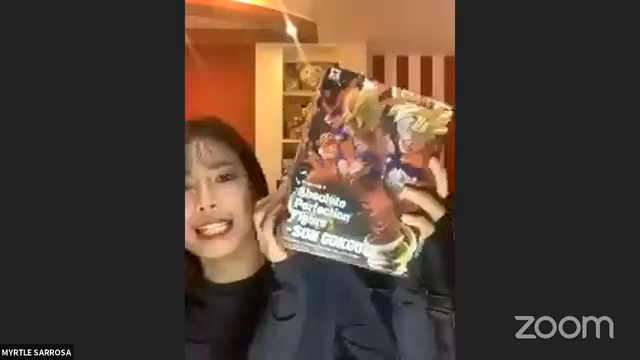 Absolute
Perfection
Figure
-SON GOKOU
MYRTLE SARROSA
zoom